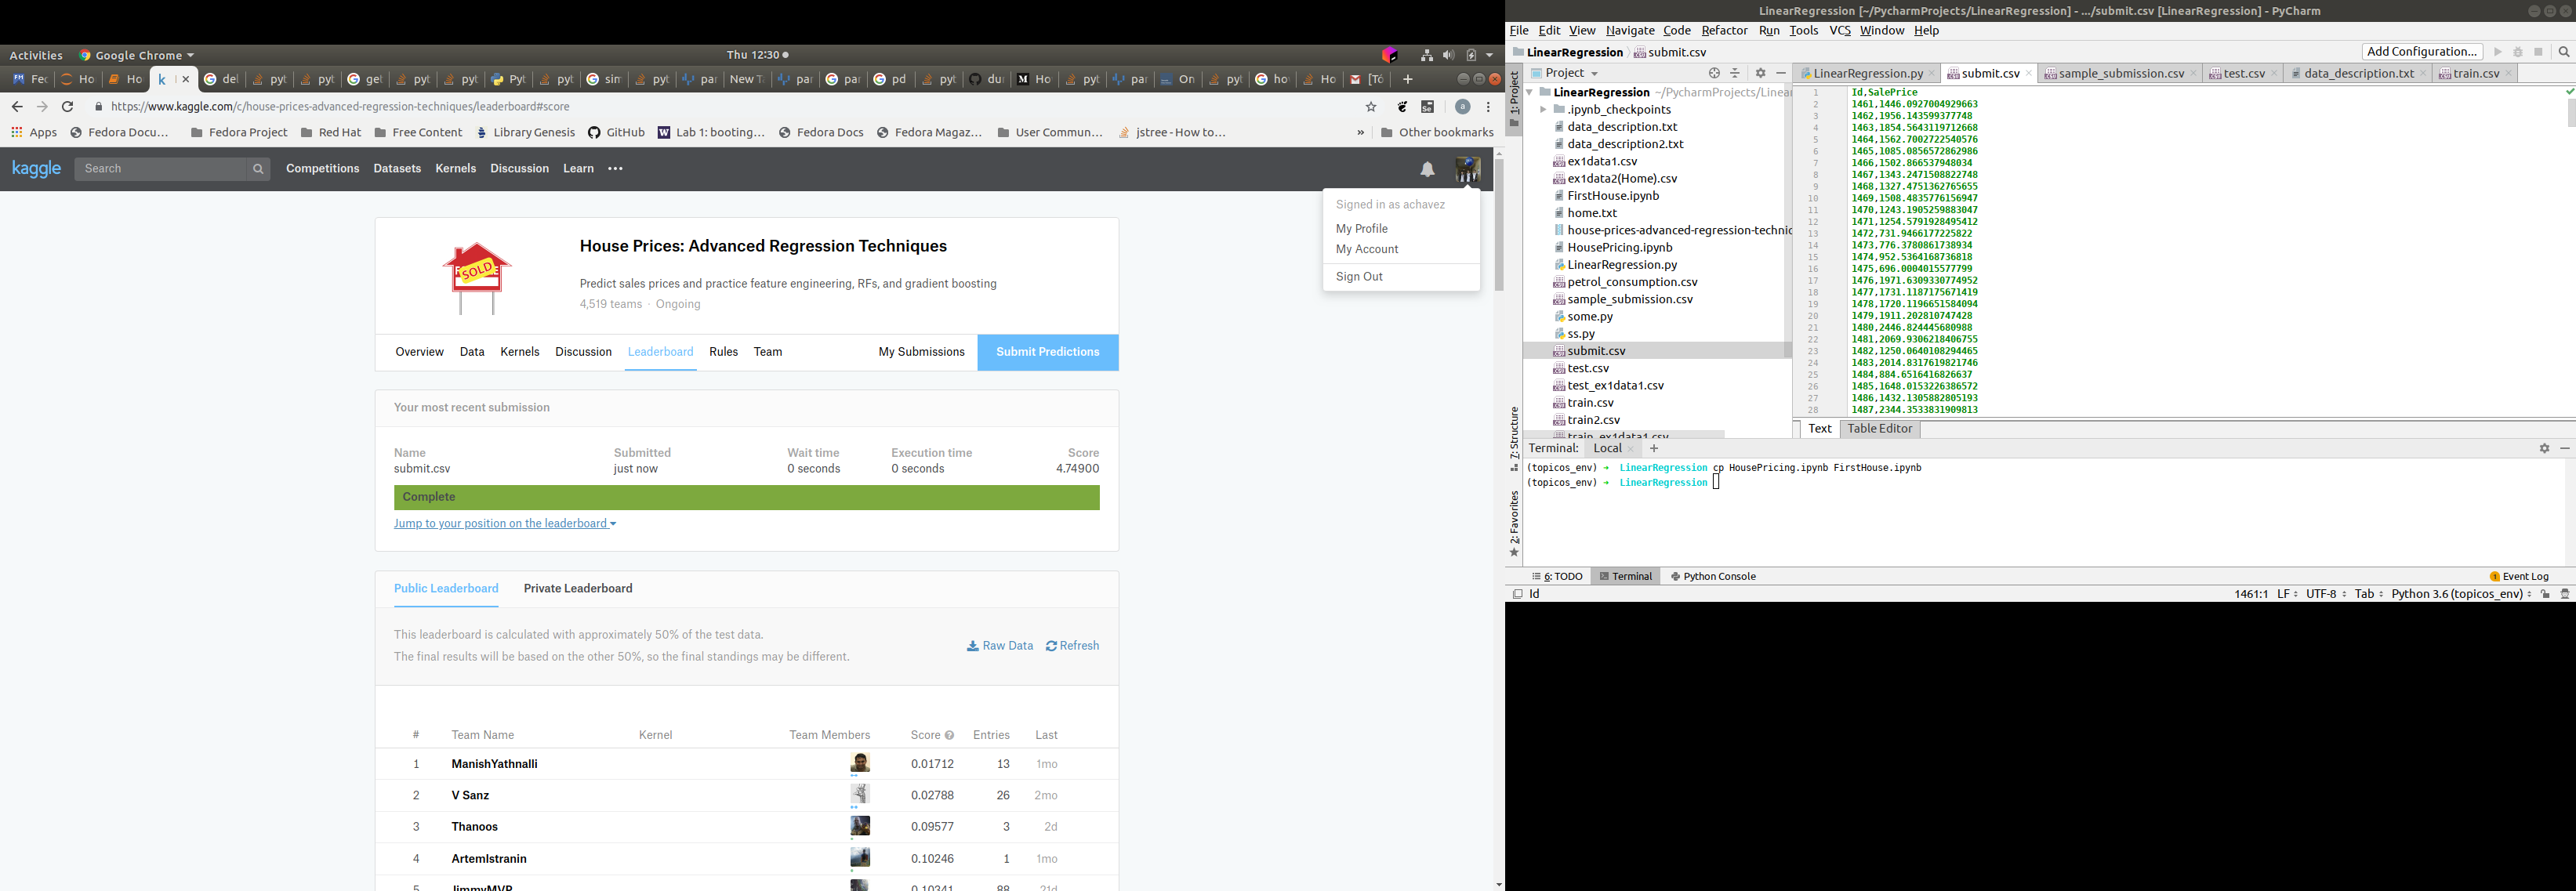 Activities Google Chrome Thu 12:30
Fec Ho Ho k del pyt pyt get pyt pyt Pyt pyt sim pyt par New T par par pd pyt dur Ho pyt par On pyt ho Ho [Tó
https://www.kaggle.com/c/house-prices-advanced-regression-techniques/leaderboard#score
Apps Fedora Docu... Fedora Project Red Hat Free Content Library Genesis GitHub Lab 1: booting... Fedora Docs Fedora Magaz... User Commun... jstree - How to... » Other bookmarks
kaggle Search Competitions Datasets Kernels Discussion Learn •••
Signed in as achavez
My Profile
My Account
Sign Out
SOLD
House Prices: Advanced Regression Techniques
Predict sales prices and practice feature engineering, RFs, and gradient boosting
4,519 teams · Ongoing
Overview Data Kernels Discussion Leaderboard Rules Team My Submissions Submit Predictions
Your most recent submission
Name Submitted Wait time Execution time Score
submit.csv just now 0 seconds 0 seconds 4.74900
Complete
Jump to your position on the leaderboard
Public Leaderboard Private Leaderboard
This leaderboard is calculated with approximately 50% of the test data.
The final results will be based on the other 50%, so the final standings may be different.
Raw Data Refresh
# Team Name Kernel Team Members Score Entries Last
1 ManishYathnalli 0.01712 13 1mo
2 V Sanz 0.02788 26 2mo
3 Thanoos 0.09577 3 2d
4 ArtemIstranin 0.10246 1 1mo
5 JimmyMVP 0.10341 88 21d
LinearRegression [~/PycharmProjects/LinearRegression] - .../submit.csv [LinearRegression] - PyCharm
File Edit View Navigate Code Refactor Run Tools VCS Window Help
LinearRegression submit.csv Add Configuration...
Project
LinearRegression.py submit.csv sample_submission.csv test.csv data_description.txt train.csv
1: Project
7: Structure
2: Favorites
LinearRegression ~/PycharmProjects/Linea
.ipynb_checkpoints
data_description.txt
data_description2.txt
ex1data1.csv
ex1data2(Home).csv
FirstHouse.ipynb
home.txt
house-prices-advanced-regression-technic
HousePricing.ipynb
LinearRegression.py
petrol_consumption.csv
sample_submission.csv
some.py
ss.py
submit.csv
test.csv
test_ex1data1.csv
train.csv
train2.csv
train_ex1data1.csv
1 Id,SalePrice
2 1461,1446.0927004929663
3 1462,1956.143599377748
4 1463,1854.5643119712668
5 1464,1562.7002722540576
6 1465,1085.0856572862986
7 1466,1502.866537948034
8 1467,1343.2471508822748
9 1468,1327.4751362765655
10 1469,1508.4835776156947
11 1470,1243.1905259883047
12 1471,1254.5791928495412
13 1472,731.9466177225822
14 1473,776.3780861738934
15 1474,952.5364168736818
16 1475,696.0004015577799
17 1476,1971.6309330774952
18 1477,1731.1187175671419
19 1478,1720.1196651584094
20 1479,1911.202810747428
21 1480,2446.824445680988
22 1481,2069.9306218406755
23 1482,1250.0640108294465
24 1483,2014.8317619821746
25 1484,884.6516416826637
26 1485,1648.0153226386572
27 1486,1432.1305882805193
28 1487,2344.3533831909813
Text Table Editor
Terminal: Local +
(topicos_env) → LinearRegression cp HousePricing.ipynb FirstHouse.ipynb
(topicos_env) → LinearRegression
6: TODO Terminal Python Console 1 Event Log
Id 1461:1 LF UTF-8 Tab Python 3.6 (topicos_env)